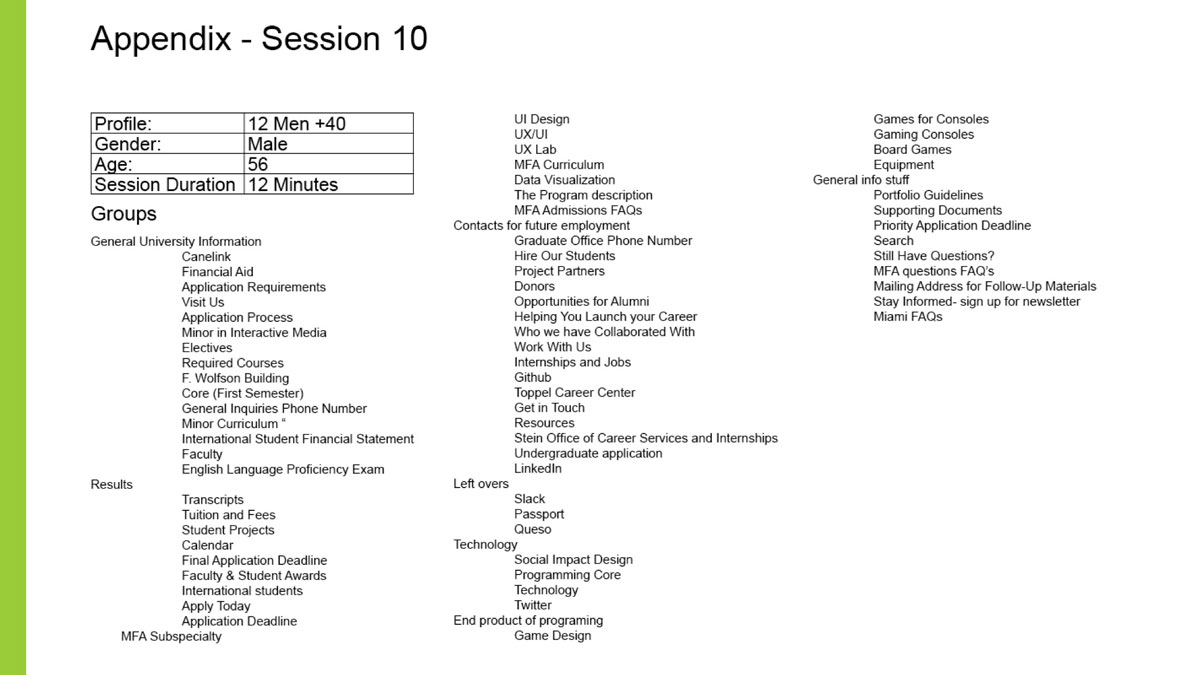 Appendix - Session 10
Profile: 12 Men +40
Gender: Male
Age: 56
Session Duration 12 Minutes
Groups
General University Information
Canelink
Financial Aid
Application Requirements
Visit Us
Application Process
Minor in Interactive Media
Electives
Required Courses
F. Wolfson Building
Core (First Semester)
General Inquiries Phone Number
Minor Curriculum “
International Student Financial Statement
Faculty
English Language Proficiency Exam
Results
Transcripts
Tuition and Fees
Student Projects
Calendar
Final Application Deadline
Faculty & Student Awards
International students
Apply Today
Application Deadline
MFA Subspecialty
UI Design
UX/UI
UX Lab
MFA Curriculum
Data Visualization
The Program description
MFA Admissions FAQs
Contacts for future employment
Graduate Office Phone Number
Hire Our Students
Project Partners
Donors
Opportunities for Alumni
Helping You Launch your Career
Who we have Collaborated With
Work With Us
Internships and Jobs
Github
Toppel Career Center
Get in Touch
Resources
Stein Office of Career Services and Internships
Undergraduate application
LinkedIn
Left overs
Slack
Passport
Queso
Technology
Social Impact Design
Programming Core
Technology
Twitter
End product of programing
Game Design
Games for Consoles
Gaming Consoles
Board Games
Equipment
General info stuff
Portfolio Guidelines
Supporting Documents
Priority Application Deadline
Search
Still Have Questions?
MFA questions FAQ’s
Mailing Address for Follow-Up Materials
Stay Informed- sign up for newsletter
Miami FAQs